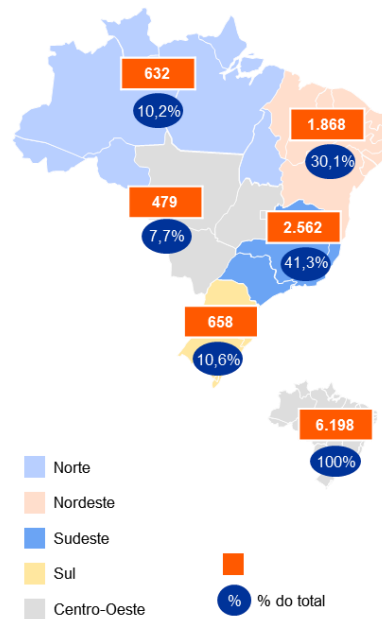 632
10,2%
1.868
30,1%
479
7,7%
2.562
41,3%
658
10,6%
6.198
100%
Norte
Nordeste
Sudeste
Sul
Centro-Oeste
% % do total